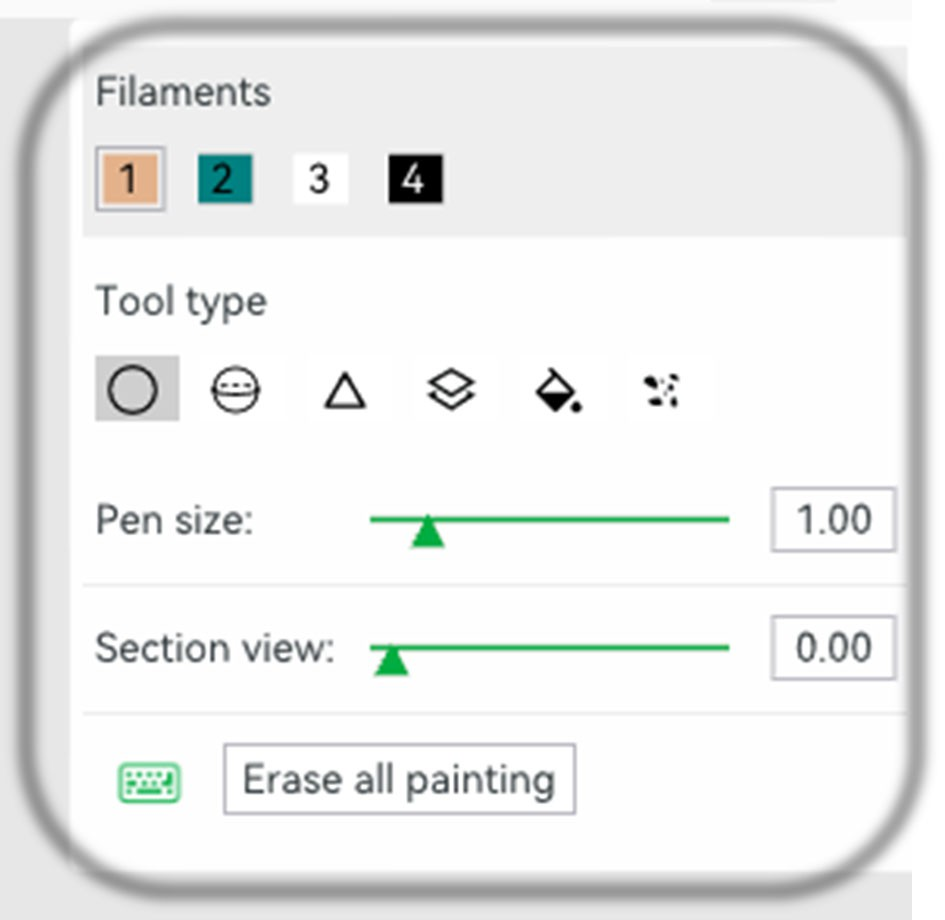 Filaments
1 2 3 4
Tool type
Pen size: 1.00
Section view: 0.00
Erase all painting